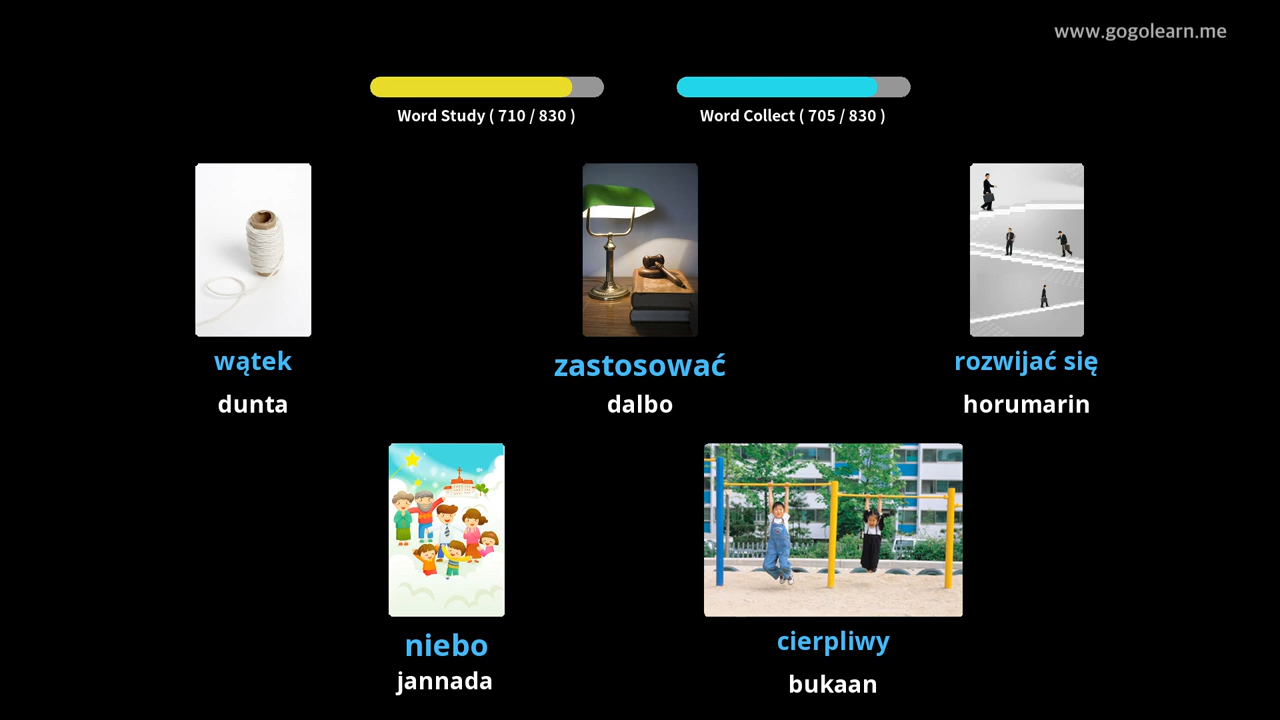 www.gogolearn.me
Word Study ( 710 / 830 )
Word Collect ( 705 / 830 )
wątek
dunta
zastosować
dalbo
rozwijać się
horumarin
niebo
jannada
cierpliwy
bukaan